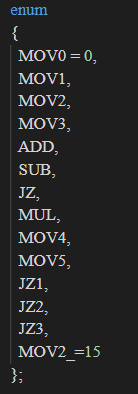 enum
{
MOV0 = 0,
MOV1,
MOV2,
MOV3,
ADD,
SUB,
JZ,
MUL,
MOV4,
MOV5,
JZ1,
JZ2,
JZ3,
MOV2_=15
};